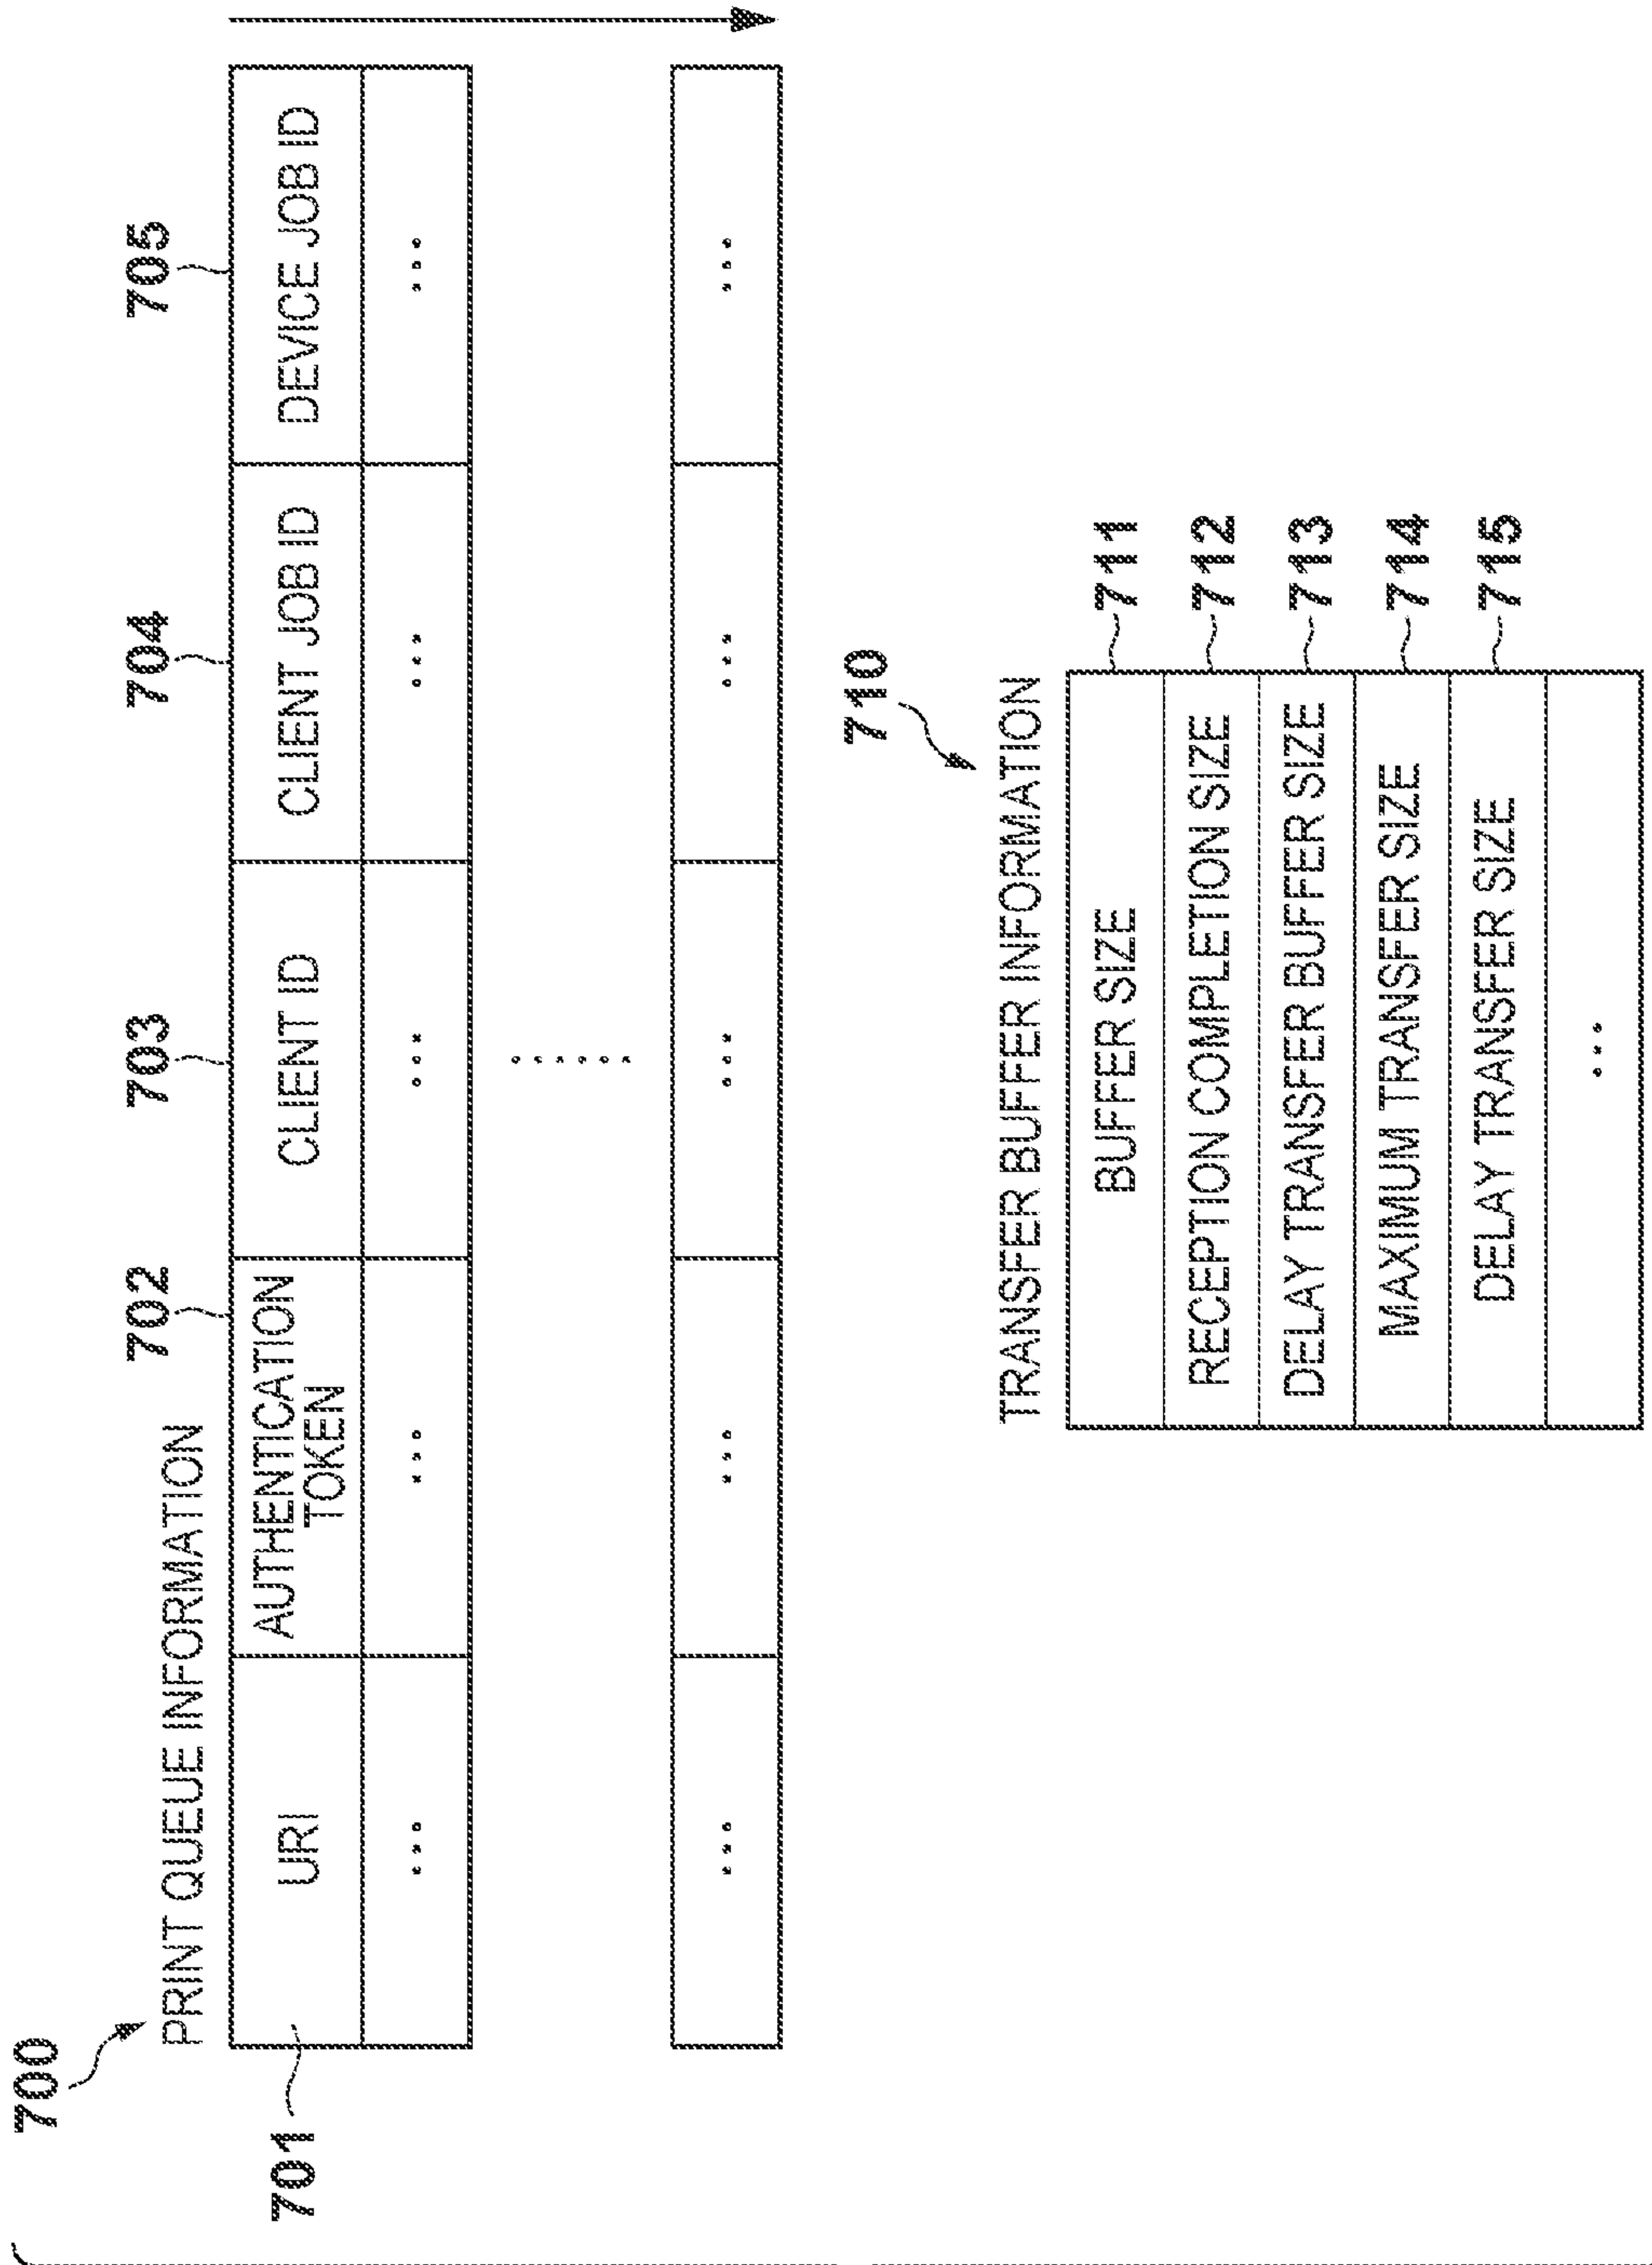 700
PRINT QUEUE INFORMATION
701
702
703
704
705
URI
AUTHENTICATION
TOKEN
CLIENT ID
CLIENT JOB ID
DEVICE JOB ID
...
...
...
...
...
......
...
...
...
...
...
710
TRANSFER BUFFER INFORMATION
BUFFER SIZE
711
RECEPTION COMPLETION SIZE
712
DELAY TRANSFER BUFFER SIZE
713
MAXIMUM TRANSFER SIZE
714
DELAY TRANSFER SIZE
715
...